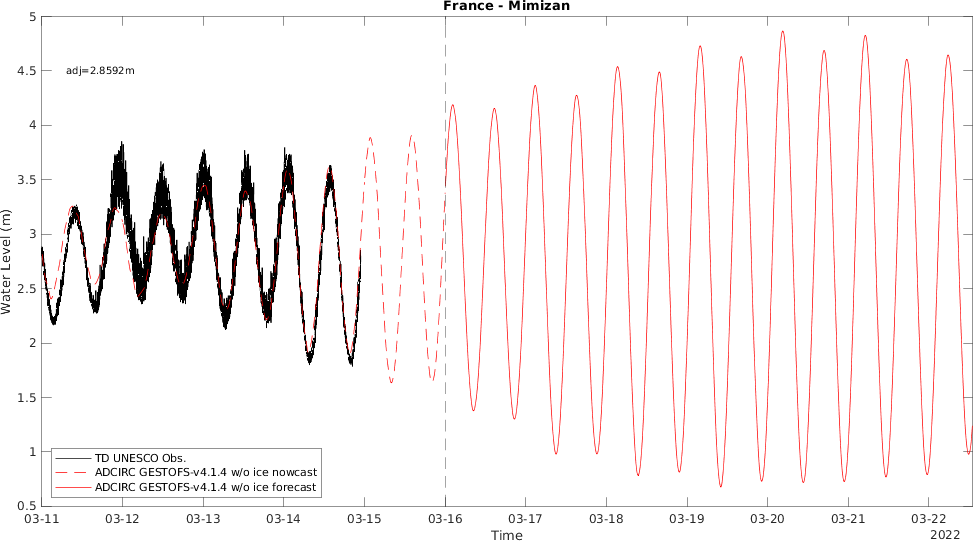 France - Mimizan
5
4.5
4
3.5
3
2.5
2
1.5
1
0.5
Water Level (m)
adj=2.8592m
TD UNESCO Obs.
ADCIRC GESTOFS-v4.1.4 w/o ice nowcast
ADCIRC GESTOFS-v4.1.4 w/o ice forecast
03-11 03-12 03-13 03-14 03-15 03-16 03-17 03-18 03-19 03-20 03-21 03-22
Time
2022